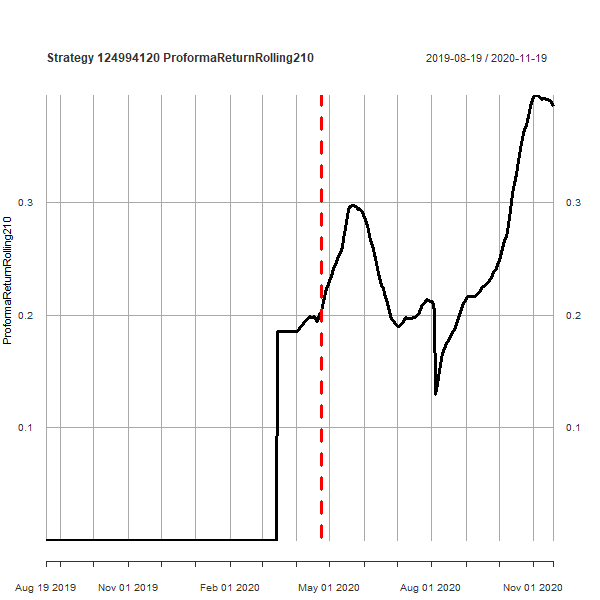 Strategy 124994120 ProformaReturnRolling210
2019-08-19 / 2020-11-19
ProformaReturnRolling210
0.3
0.3
0.2
0.2
0.1
0.1
Aug 19 2019
Nov 01 2019
Feb 01 2020
May 01 2020
Aug 01 2020
Nov 01 2020